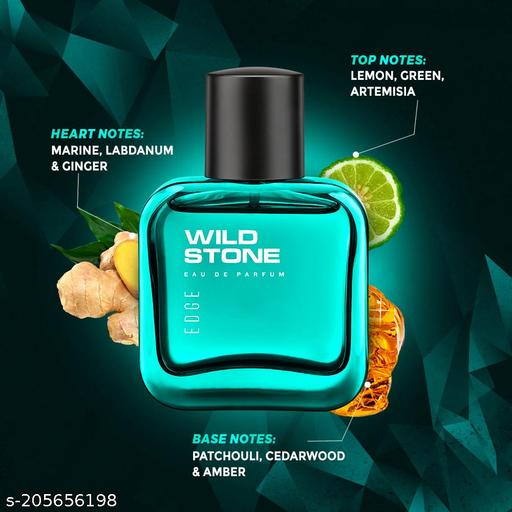 TOP NOTES:
LEMON, GREEN,
ARTEMISIA
HEART NOTES:
MARINE, LABDANUM
& GINGER
WILD
STONE
EAU DE PARFUM
EDGE
BASE NOTES:
PATCHOULI, CEDARWOOD
& AMBER
s-205656198